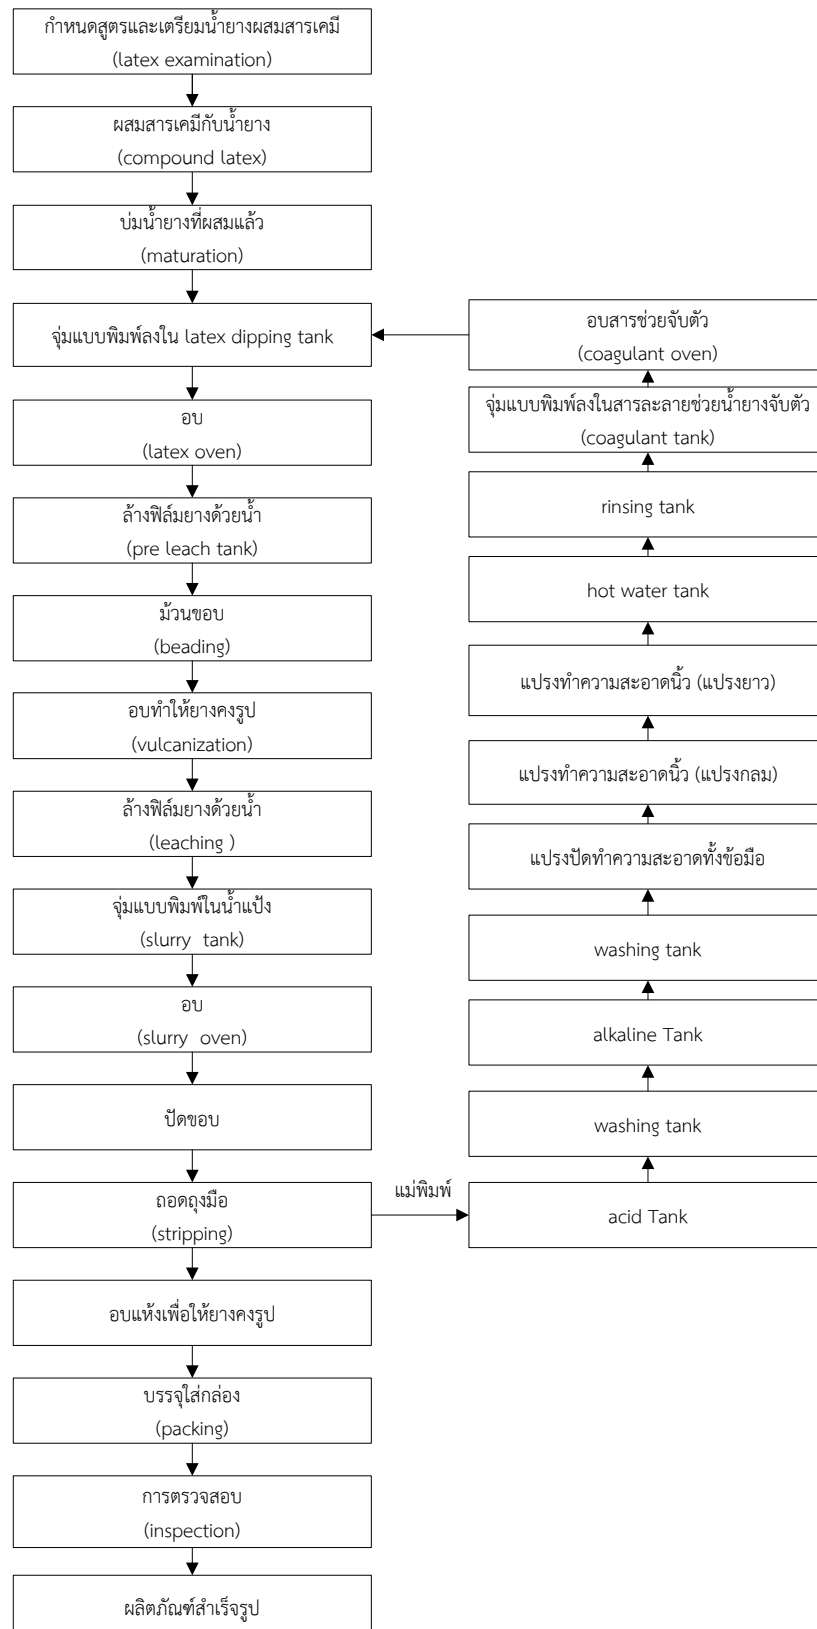 กำหนดสูตรและเตรียมน้ำยางผสมสารเคมี
(latex examination)
ผสมสารเคมีกับน้ำยาง
(compound latex)
บ่มน้ำยางที่ผสมแล้ว
(maturation)
จุ่มแบบพิมพ์ลงใน latex dipping tank
อบ
(latex oven)
ล้างฟิล์มยางด้วยน้ำ
(pre leach tank)
ม้วนขอบ
(beading)
อบทำให้ยางคงรูป
(vulcanization)
ล้างฟิล์มยางด้วยน้ำ
(leaching )
จุ่มแบบพิมพ์ในน้ำแป้ง
(slurry  tank)
อบ
(slurry  oven)
ปัดขอบ
ถอดถุงมือ
(stripping)
แม่พิมพ์
อบแห้งเพื่อให้ยางคงรูป
บรรจุใส่กล่อง
(packing)
การตรวจสอบ
(inspection)
ผลิตภัณฑ์สำเร็จรูป
อบสารช่วยจับตัว
(coagulant oven)
จุ่มแบบพิมพ์ลงในสารละลายช่วยน้ำยางจับตัว
(coagulant tank)
rinsing tank
hot water tank
แปรงทำความสะอาดนิ้ว (แปรงยาว)
แปรงทำความสะอาดนิ้ว (แปรงกลม)
แปรงปัดทำความสะอาดทั้งข้อมือ
washing tank
alkaline Tank
washing tank
acid Tank